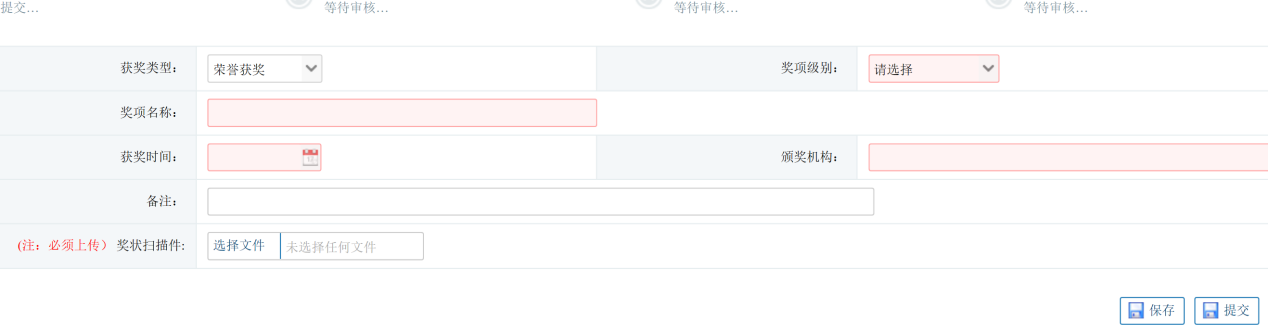 提交...
等待审核...
等待审核...
等待审核...
获奖类型: 荣誉获奖 奖项级别: 请选择
奖项名称:
获奖时间: 颁奖机构:
备注:
(注: 必须上传) 奖状扫描件: 选择文件 未选择任何文件
保存 提交